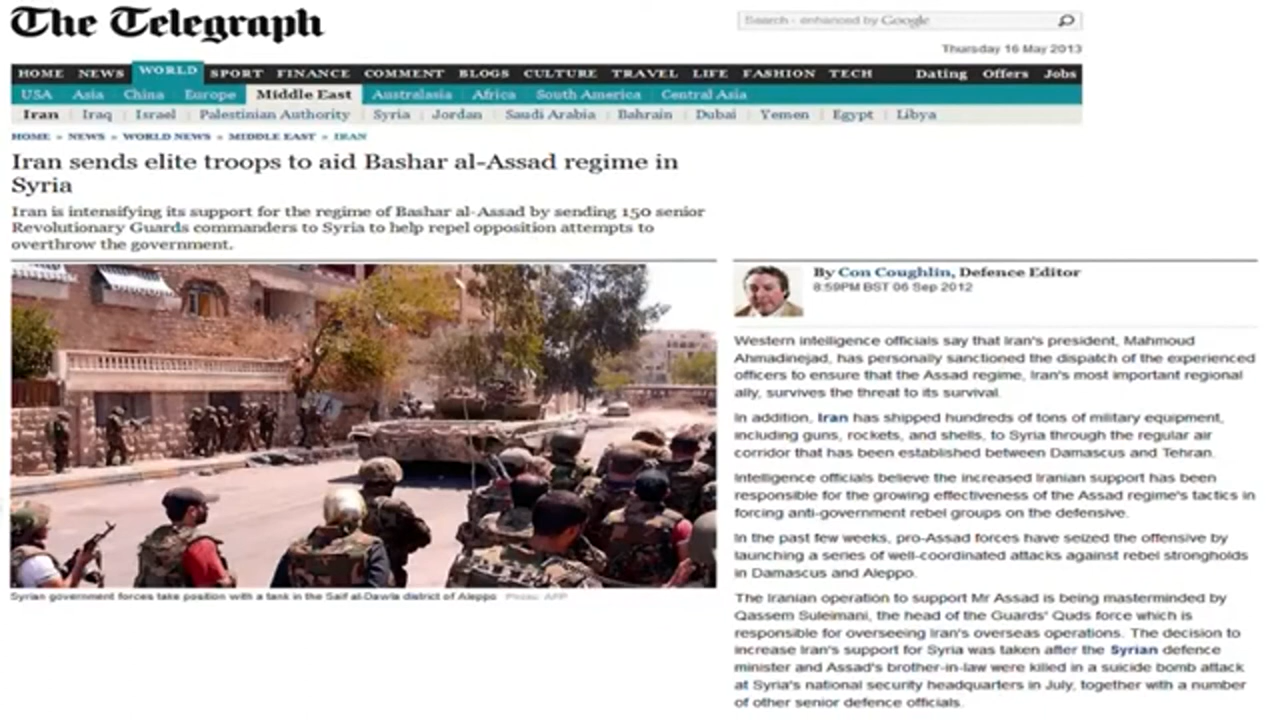 The Telegraph
Search - enhanced by Google
Thursday 16 May 2013
HOME NEWS WORLD SPORT FINANCE COMMENT BLOGS CULTURE TRAVEL LIFE FASHION TECH Dating Offers Jobs
USA Asia China Europe Middle East Australasia Africa South America Central Asia
Iran Iraq Israel Palestinian Authority Syria Jordan Saudi Arabia Bahrain Dubai Yemen Egypt Libya
HOME » NEWS » WORLD NEWS » MIDDLE EAST » IRAN
Iran sends elite troops to aid Bashar al-Assad regime in
Syria
Iran is intensifying its support for the regime of Bashar al-Assad by sending 150 senior
Revolutionary Guards commanders to Syria to help repel opposition attempts to
overthrow the government.
Syrian government forces take position with a tank in the Saif al-Dawla district of Aleppo Photo: AFP
By Con Coughlin, Defence Editor
8:59PM BST 06 Sep 2012
Western intelligence officials say that Iran's president, Mahmoud
Ahmadinejad, has personally sanctioned the dispatch of the experienced
officers to ensure that the Assad regime, Iran's most important regional
ally, survives the threat to its survival.
In addition, Iran has shipped hundreds of tons of military equipment,
including guns, rockets, and shells, to Syria through the regular air
corridor that has been established between Damascus and Tehran.
Intelligence officials believe the increased Iranian support has been
responsible for the growing effectiveness of the Assad regime's tactics in
forcing anti-government rebel groups on the defensive.
In the past few weeks, pro-Assad forces have seized the offensive by
launching a series of well-coordinated attacks against rebel strongholds
in Damascus and Aleppo.
The Iranian operation to support Mr Assad is being masterminded by
Qassem Suleimani, the head of the Guards' Quds force which is
responsible for overseeing Iran's overseas operations. The decision to
increase Iran's support for Syria was taken after the Syrian defence
minister and Assad's brother-in-law were killed in a suicide bomb attack
at Syria's national security headquarters in July, together with a number
of other senior defence officials.